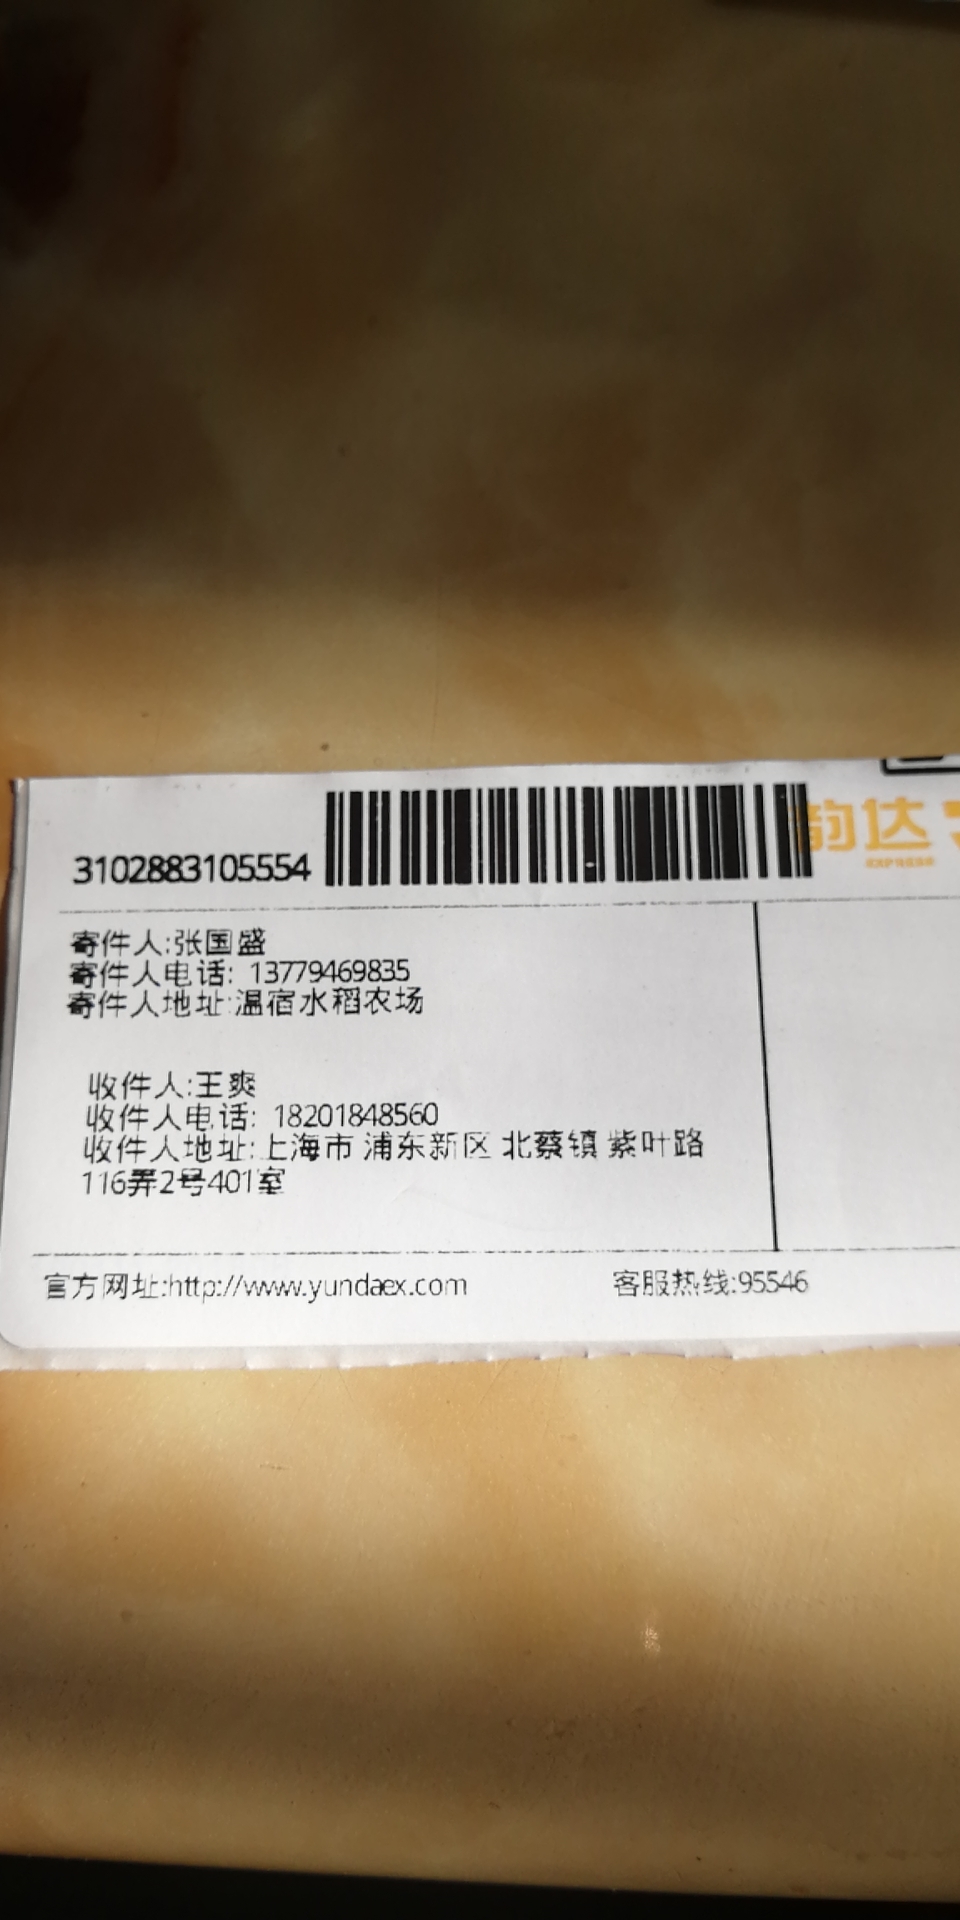 3102883105554
韵达
EXPRESS
寄件人:张国盛
寄件人电话: 13779469835
寄件人地址:温宿水稻农场
收件人:王爽
收件人电话: 18201848560
收件人地址:上海市 浦东新区 北蔡镇 紫叶路
116弄2号401室
官方网址:http://www.yundaex.com
客服热线:95546